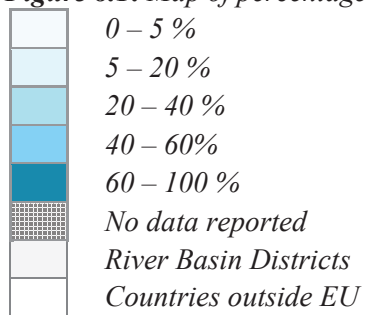 Figure 6.1: Map of percentage
0 – 5 %
5 – 20 %
20 – 40 %
40 – 60%
60 – 100 %
No data reported
River Basin Districts
Countries outside EU